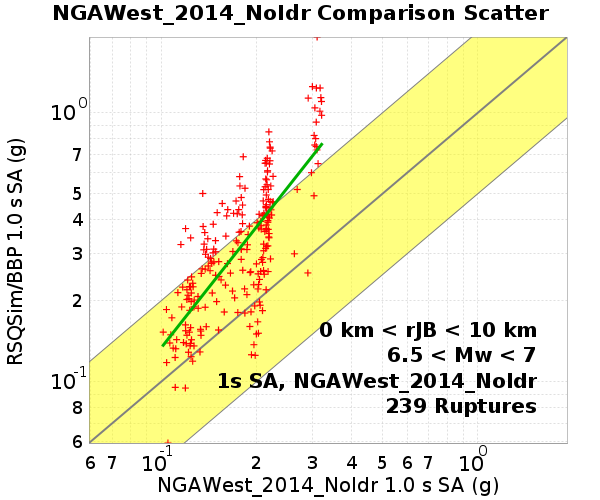 NGAWest_2014_NoIdr Comparison Scatter
RSQSim/BBP 1.0 s SA (g)
10^0
7
5
4
3
2
10^-1
8
6
0 km < rJB < 10 km
6.5 < Mw < 7
1s SA, NGAWest_2014_NoIdr
239 Ruptures
6 7 10^-1 2 3 4 5 6 7 10^0
NGAWest_2014_NoIdr 1.0 s SA (g)